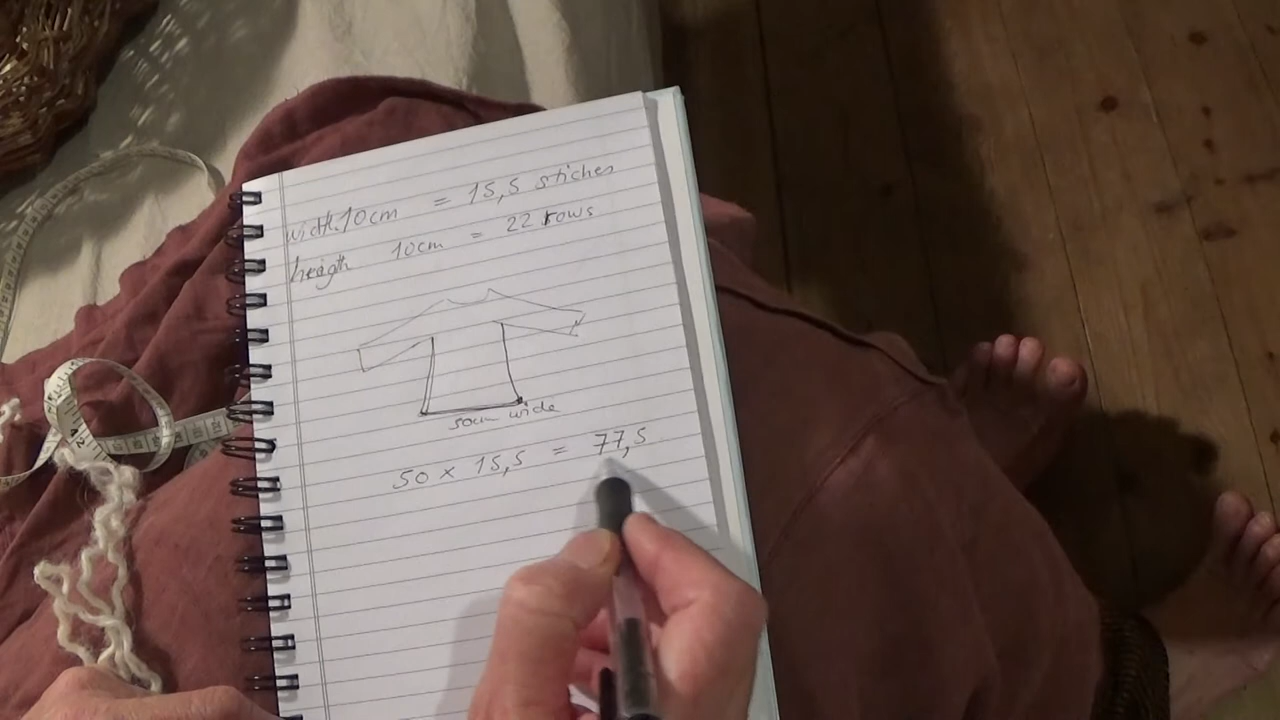 width 10cm = 15,5 stiches
heigth 10cm = 22 rows
50cm wide
50 x 15,5 = 77,5